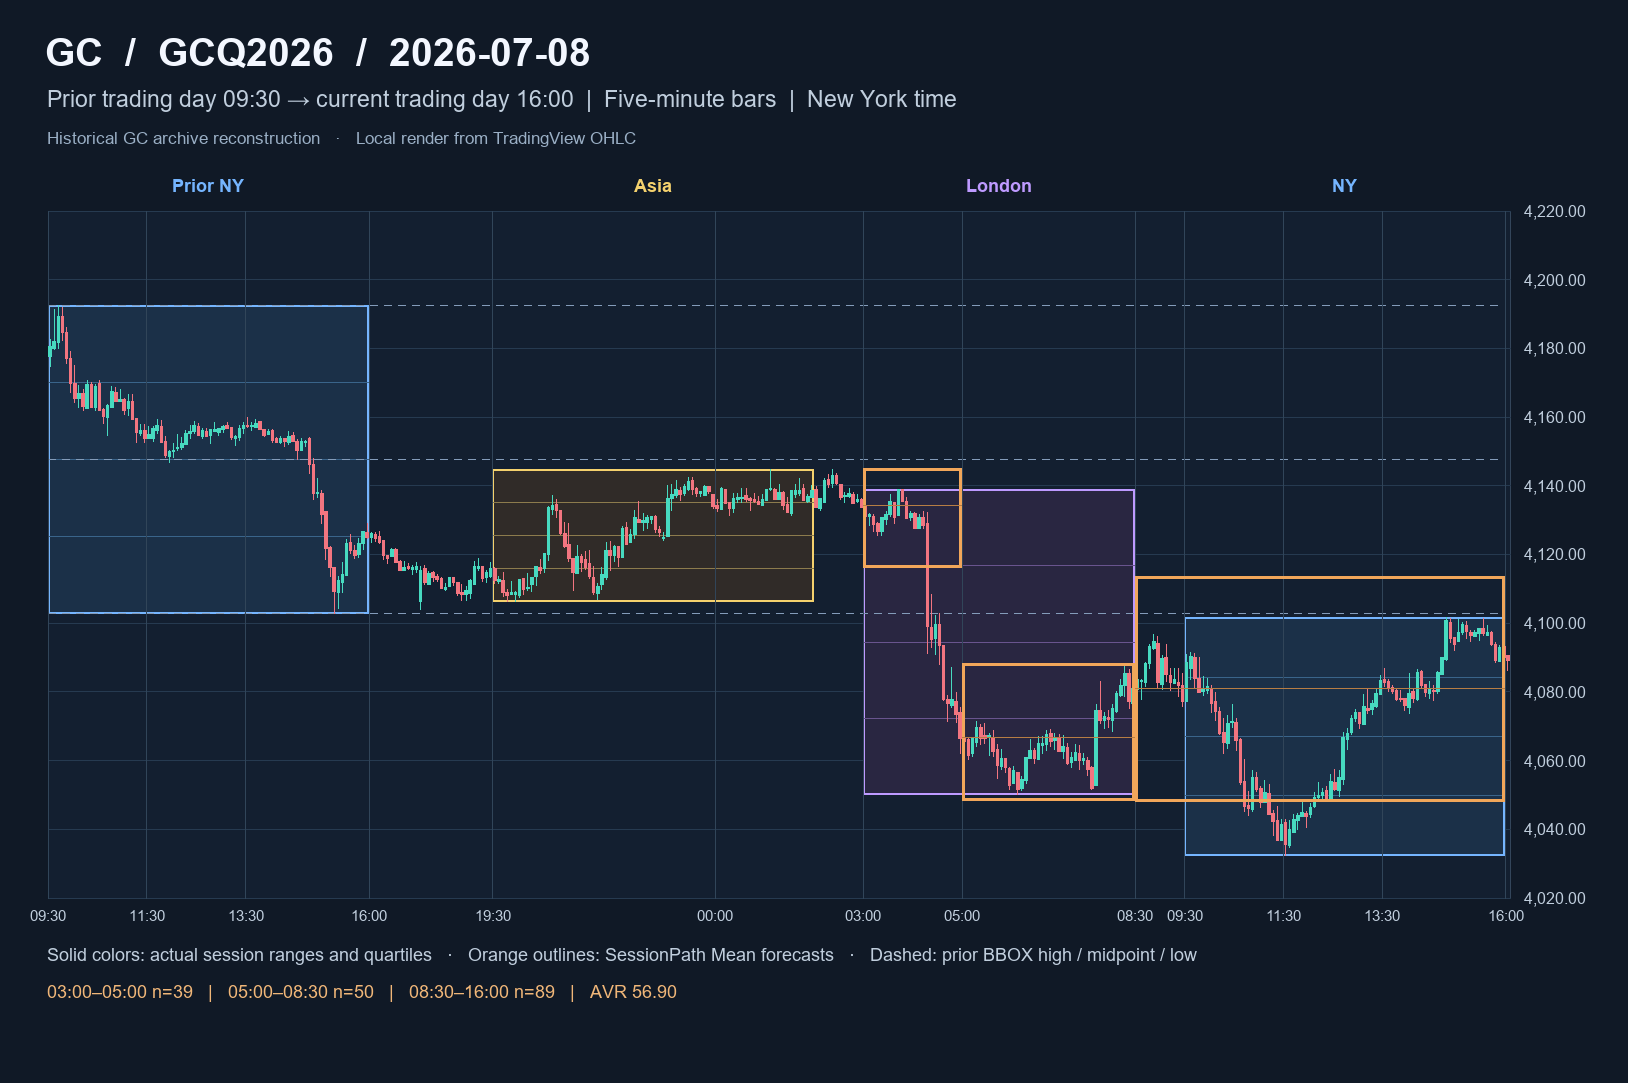 GC / GCQ2026 / 2026-07-08
Prior trading day 09:30 → current trading day 16:00 | Five-minute bars | New York time
Historical GC archive reconstruction · Local render from TradingView OHLC
Prior NY Asia London NY
4,220.00
4,200.00
4,180.00
4,160.00
4,140.00
4,120.00
4,100.00
4,080.00
4,060.00
4,040.00
4,020.00
09:30 11:30 13:30 16:00 19:30 00:00 03:00 05:00 08:30 09:30 11:30 13:30 16:00
Solid colors: actual session ranges and quartiles · Orange outlines: SessionPath Mean forecasts · Dashed: prior BBOX high / midpoint / low
03:00–05:00 n=39 | 05:00–08:30 n=50 | 08:30–16:00 n=89 | AVR 56.90